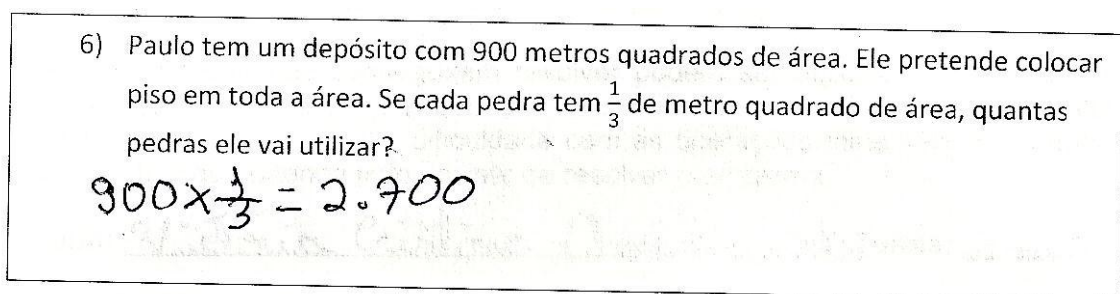 6) Paulo tem um depósito com 900 metros quadrados de área. Ele pretende colocar
piso em toda a área. Se cada pedra tem 1/3 de metro quadrado de área, quantas
pedras ele vai utilizar?
900 x 1/3 = 2.700